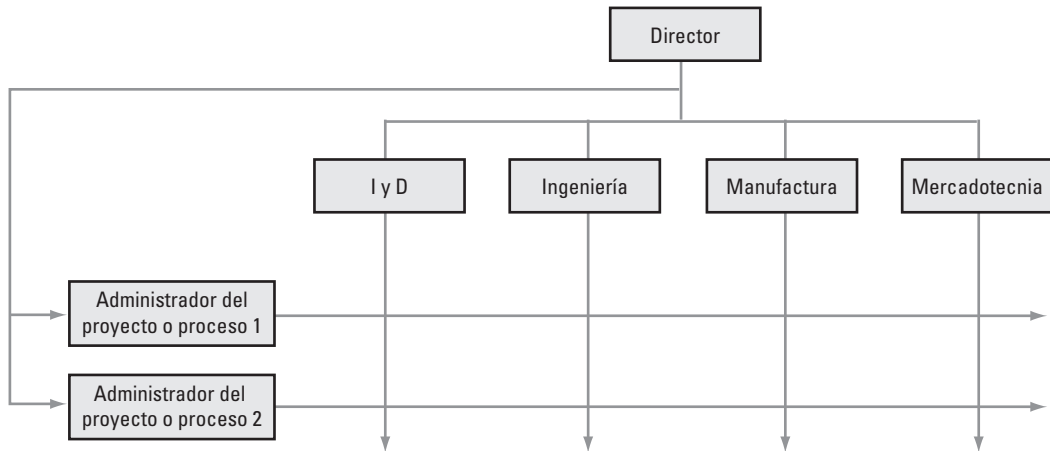 Director
I y D
Ingeniería
Manufactura
Mercadotecnia
Administrador del
proyecto o proceso 1
Administrador del
proyecto o proceso 2